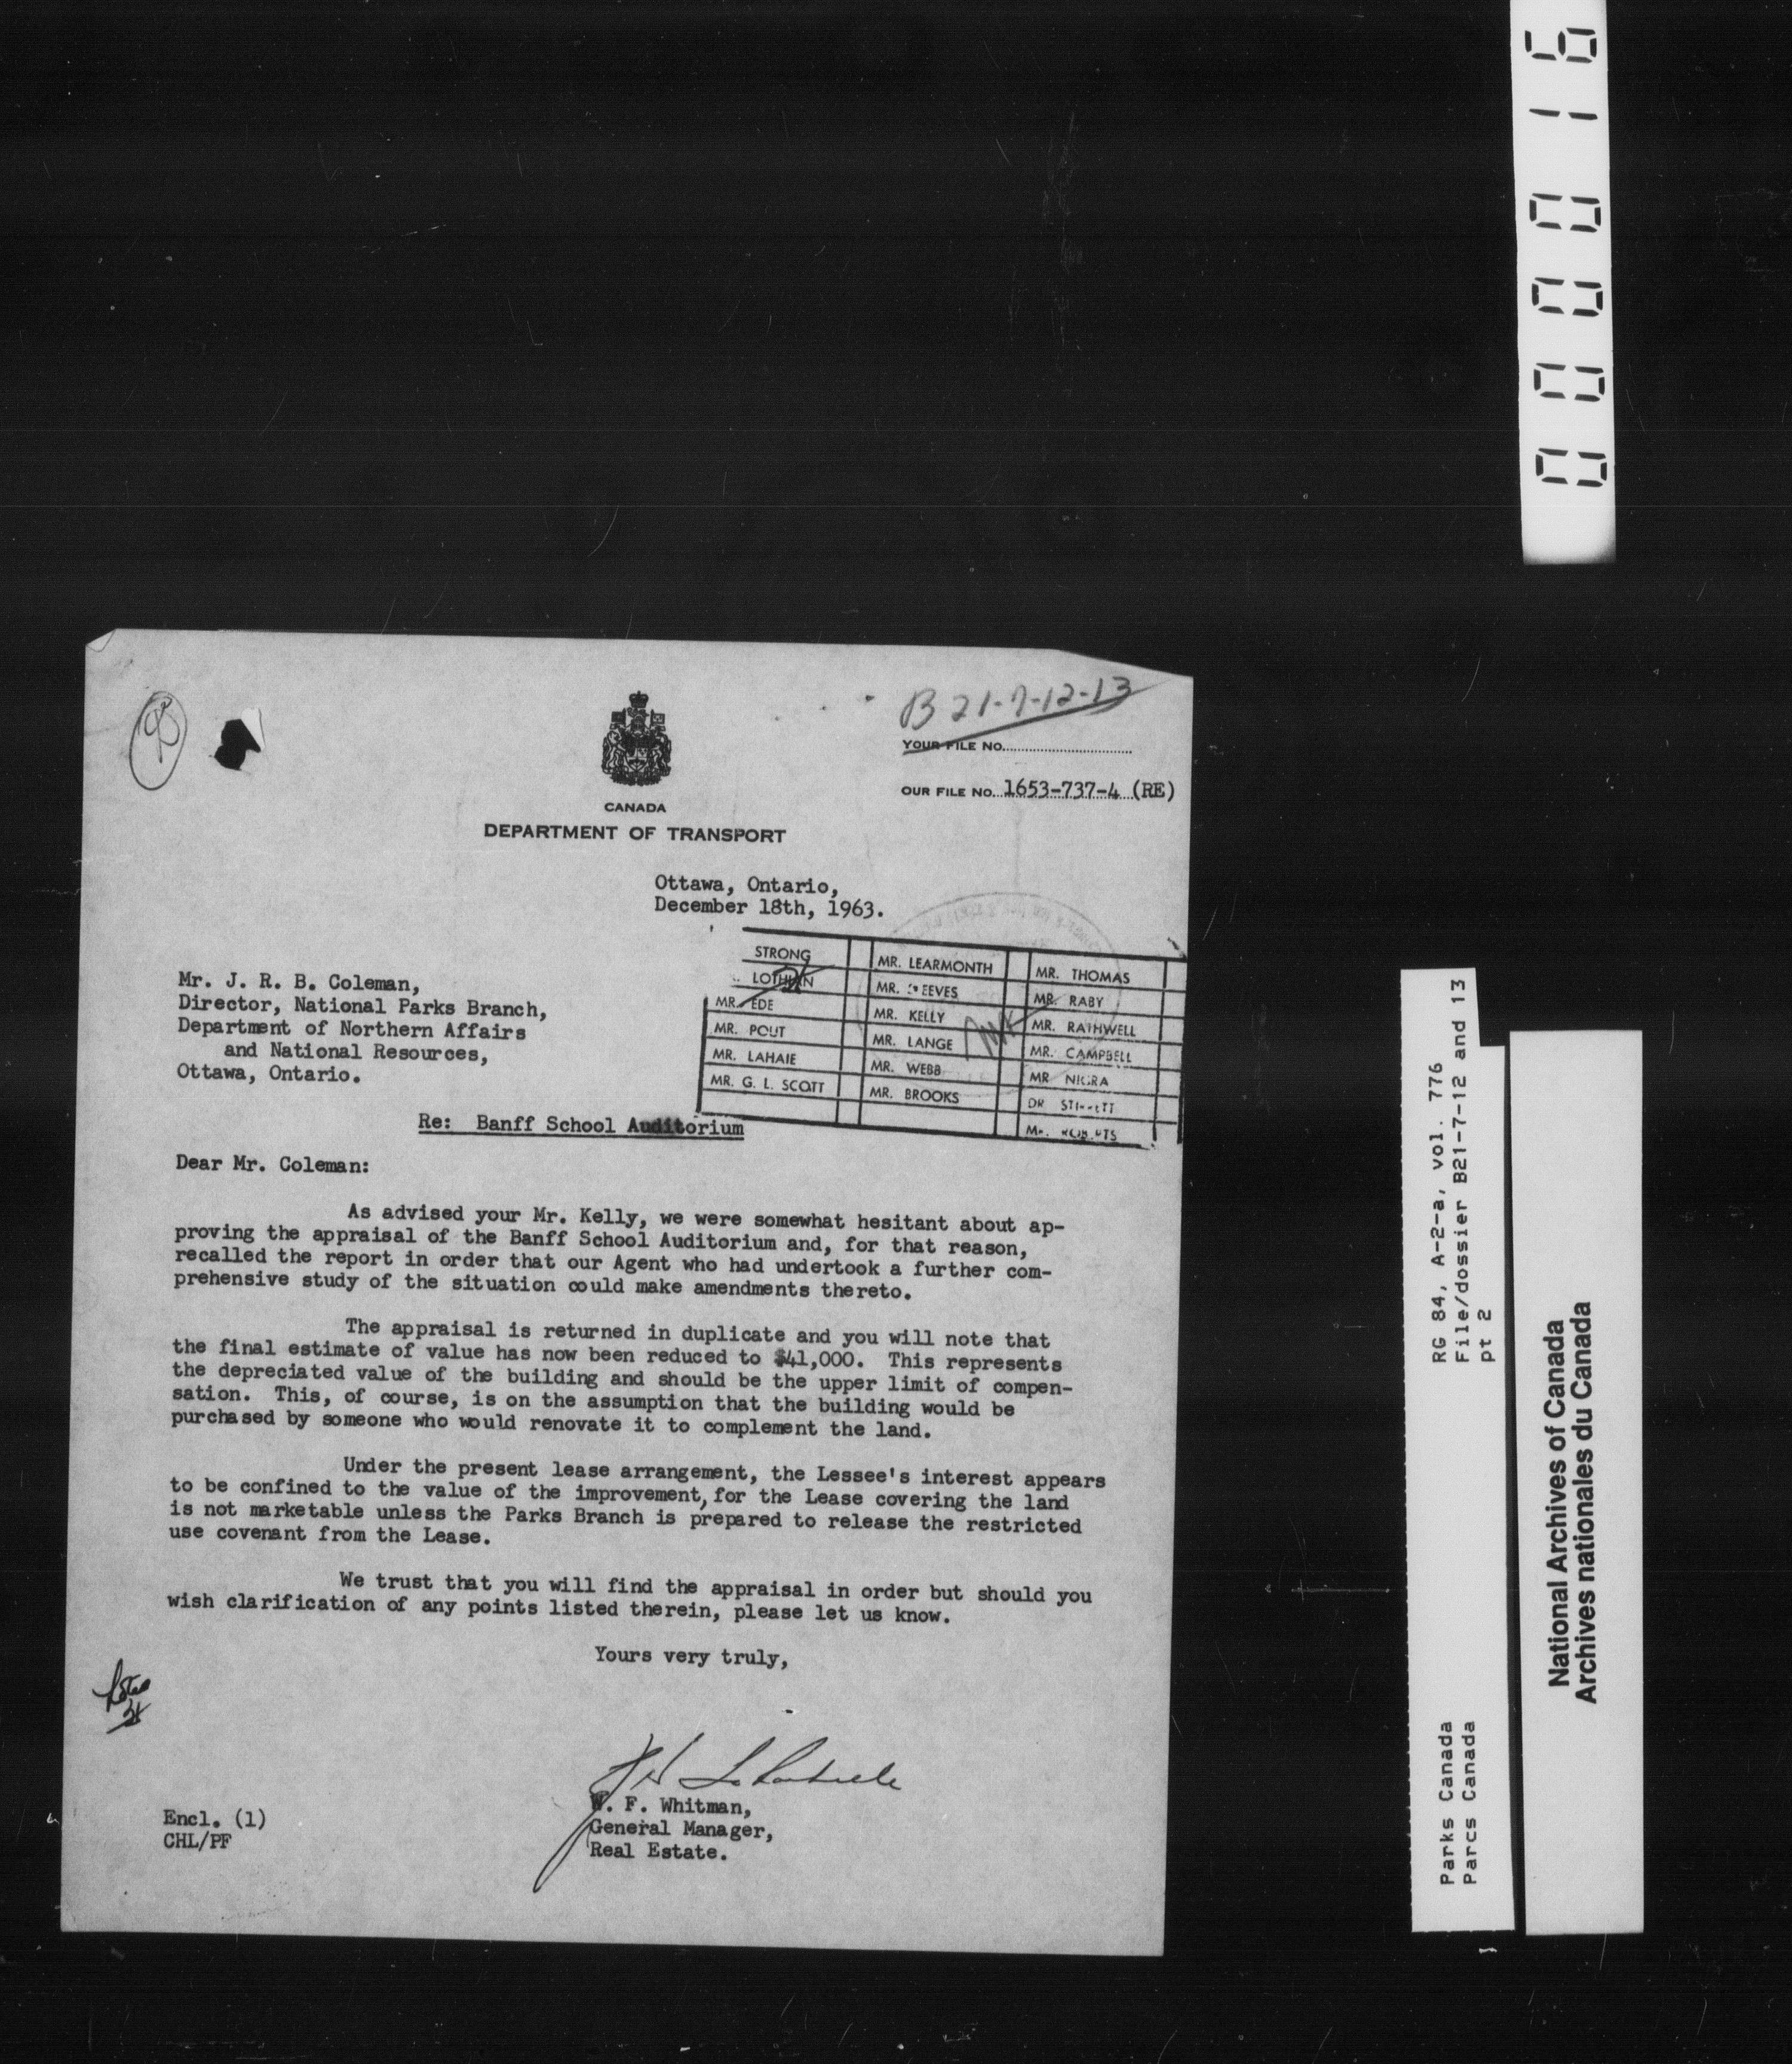 000016
B 21-7-12-13
YOUR FILE NO.
OUR FILE NO. 1653-737-4 (RE)
CANADA
DEPARTMENT OF TRANSPORT
Ottawa, Ontario,
December 18th, 1963.
STRONG MR. LEARMONTH MR. THOMAS
LOTHIAN MR. REEVES MR. RABY
MR. EDE MR. KELLY MR. RATHWELL
MR. POUT MR. LANGE MR. CAMPBELL
MR. LAHAIE MR. WEBB MR NICRA
MR. G. L. SCOTT MR. BROOKS DR
Mr. J. R. B. Coleman,
Director, National Parks Branch,
Department of Northern Affairs
and National Resources,
Ottawa, Ontario.
Re: Banff School Auditorium
Dear Mr. Coleman:
As advised your Mr. Kelly, we were somewhat hesitant about ap-
proving the appraisal of the Banff School Auditorium and, for that reason,
recalled the report in order that our Agent who had undertook a further com-
prehensive study of the situation could make amendments thereto.
The appraisal is returned in duplicate and you will note that
the final estimate of value has now been reduced to $41,000. This represents
the depreciated value of the building and should be the upper limit of compen-
sation. This, of course, is on the assumption that the building would be
purchased by someone who would renovate it to complement the land.
Under the present lease arrangement, the Lessee's interest appears
to be confined to the value of the improvement, for the Lease covering the land
is not marketable unless the Parks Branch is prepared to release the restricted
use covenant from the Lease.
We trust that you will find the appraisal in order but should you
wish clarification of any points listed therein, please let us know.
Yours very truly,
W. F. Whitman,
General Manager,
Real Estate.
Encl. (1)
CHL/PF
RG 84, A-2-a, vol. 776
File/dossier B21-7-12 and 13
pt 2
Parks Canada
Parcs Canada
National Archives of Canada
Archives nationales du Canada